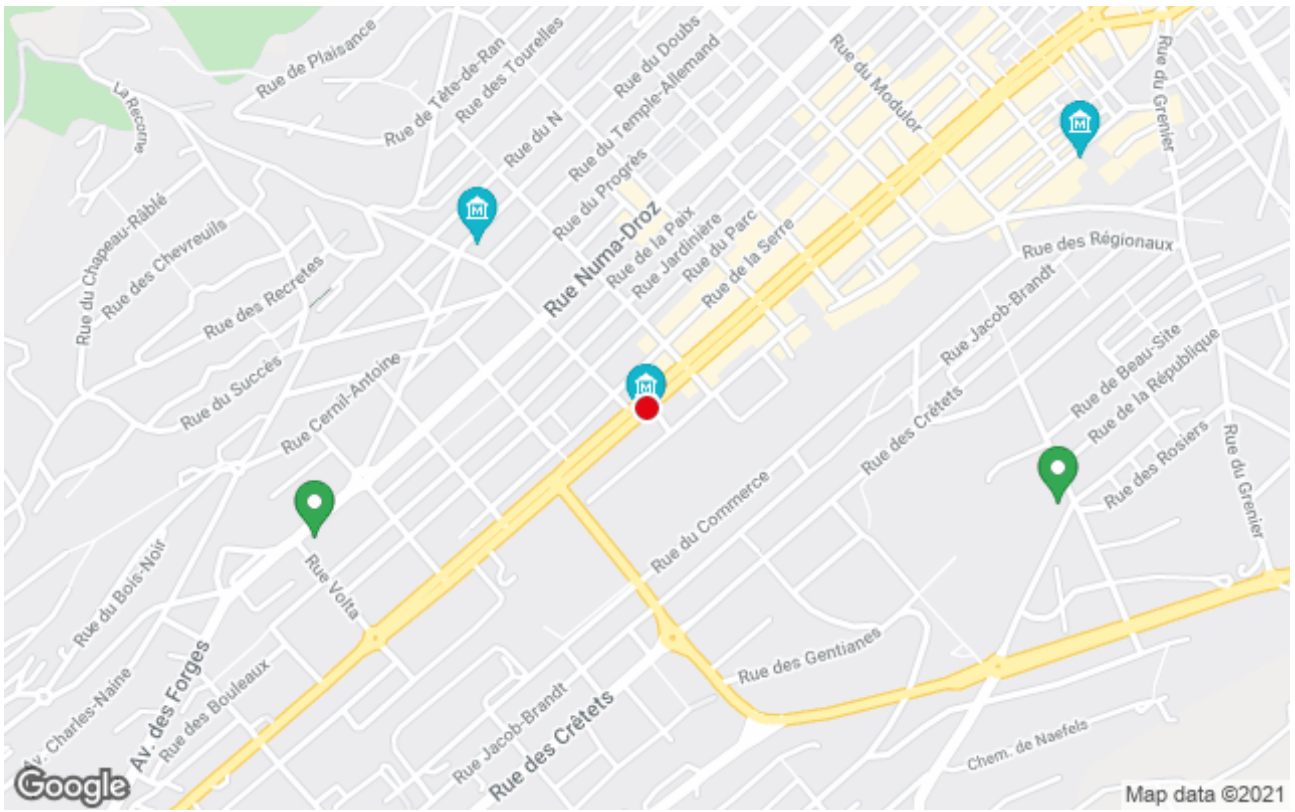 Rue de Plaisance
Rue de Tête-de-Ran
Rue des Tourelles
Rue du Doubs
Rue du Temple-Allemand
Rue du N
Rue du Progrès
Rue du Modulor
Rue du Grenier
La Recorne
Rue du Chapeau-Râblé
Rue des Chevreuils
Rue des Recretes
Rue Numa-Droz
Rue de la Paix
Rue Jardinière
Rue du Parc
Rue de la Serre
Rue des Régionaux
Rue Jacob-Brandt
Rue de Beau-Site
Rue de la République
Rue des Rosiers
Rue du Succès
Rue Cernil-Antoine
Rue des Crêtets
Rue du Commerce
Rue du Grenier
Rue du Bois-Noir
Rue Volta
Av. Charles-Naine
Av. des Forges
Rue des Bouleaux
Rue des Gentianes
Rue Jacob-Brandt
Rue des Crêtets
Chem. de Naefels
M
M
M
Google
Map data ©2021